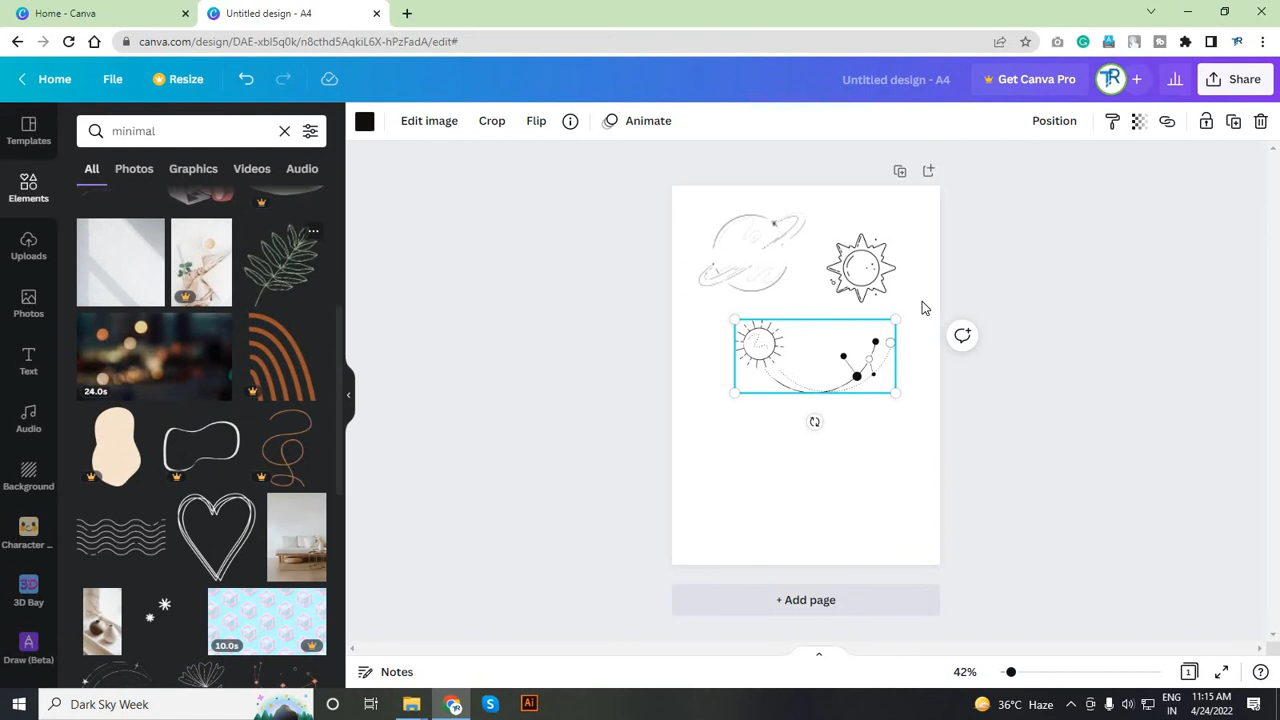 Home - Canva
Untitled design - A4
canva.com/design/DAE-xbl5q0k/n8cthd5AqkiL6X-hPzFadA/edit#
Home
File
Resize
Untitled design - A4
Get Canva Pro
Share
Templates
Elements
Uploads
Photos
Text
Audio
Background
Character ...
3D Bay
Draw (Beta)
minimal
All
Photos
Graphics
Videos
Audio
24.0s
10.0s
Edit image
Crop
Flip
Animate
Position
+ Add page
Notes
42%
1
Dark Sky Week
36°C Haze
ENG
IN
11:15 AM
4/24/2022